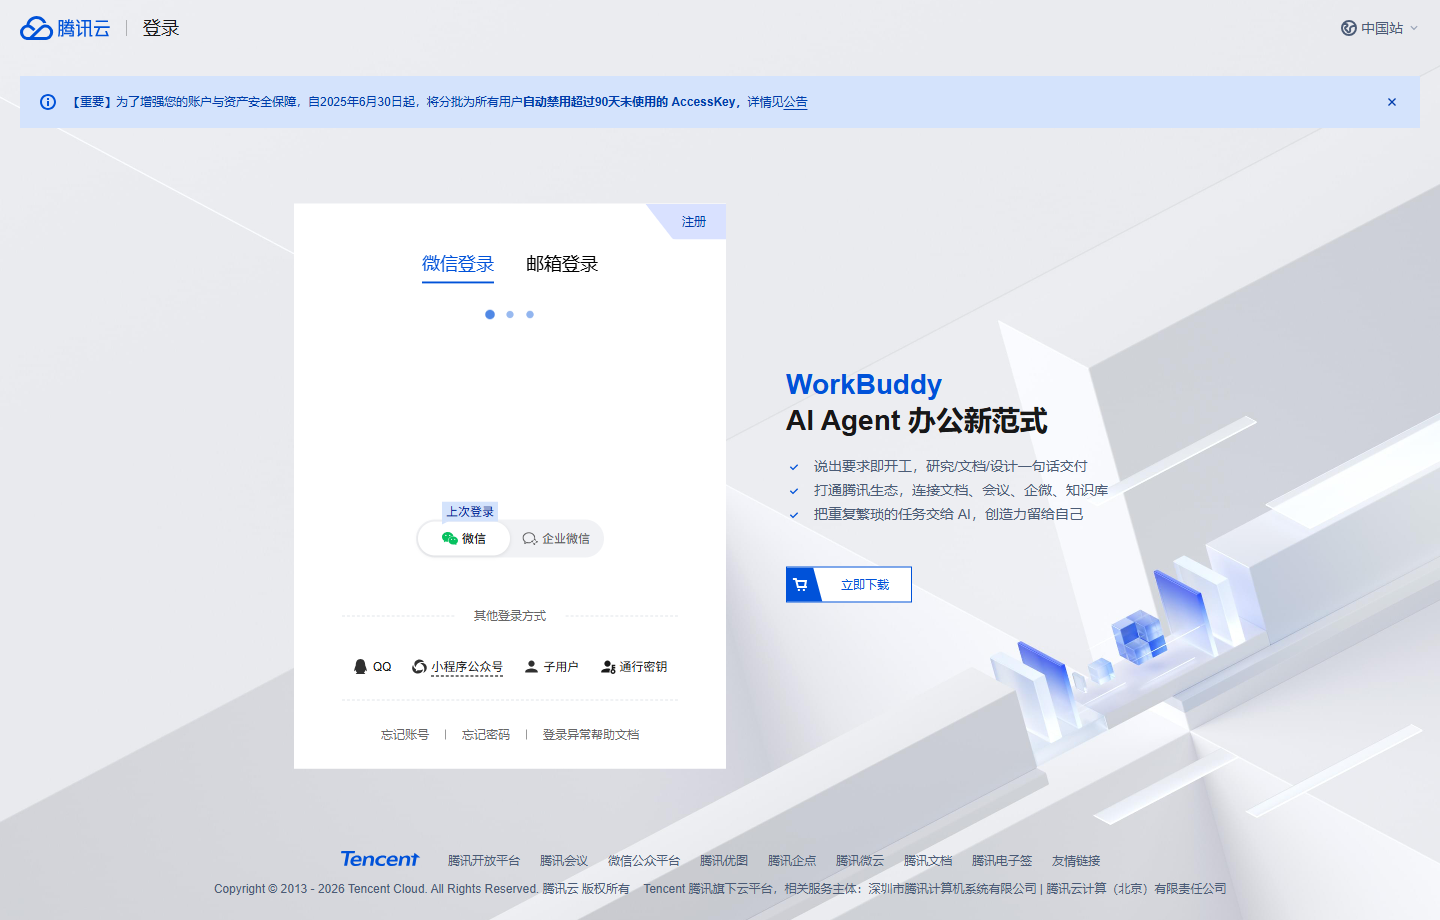 腾讯云 登录 中国站
【重要】为了增强您的账户与资产安全保障，自2025年6月30日起，将分批为所有用户自动禁用超过90天未使用的 AccessKey，详情见公告
注册
微信登录 邮箱登录
上次登录
微信 企业微信
其他登录方式
QQ 小程序公众号 子用户 通行密钥
忘记账号 忘记密码 登录异常帮助文档
WorkBuddy
AI Agent 办公新范式
说出要求即开工，研究/文档/设计一句话交付
打通腾讯生态，连接文档、会议、企微、知识库
把重复繁琐的任务交给 AI，创造力留给自己
立即下载
Tencent 腾讯开放平台 腾讯会议 微信公众平台 腾讯优图 腾讯企点 腾讯微云 腾讯文档 腾讯电子签 友情链接
Copyright © 2013 - 2026 Tencent Cloud. All Rights Reserved. 腾讯云 版权所有 Tencent 腾讯旗下云平台，相关服务主体：深圳市腾讯计算机系统有限公司 | 腾讯云计算（北京）有限责任公司